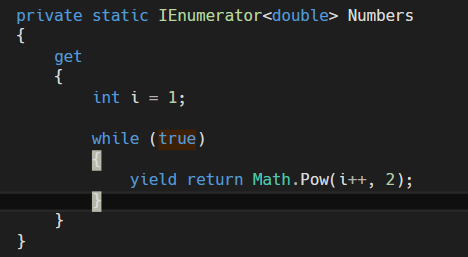 private static IEnumerator<double> Numbers
{
    get
    {
        int i = 1;

        while (true)
        {
            yield return Math.Pow(i++, 2);
        }
    }
}